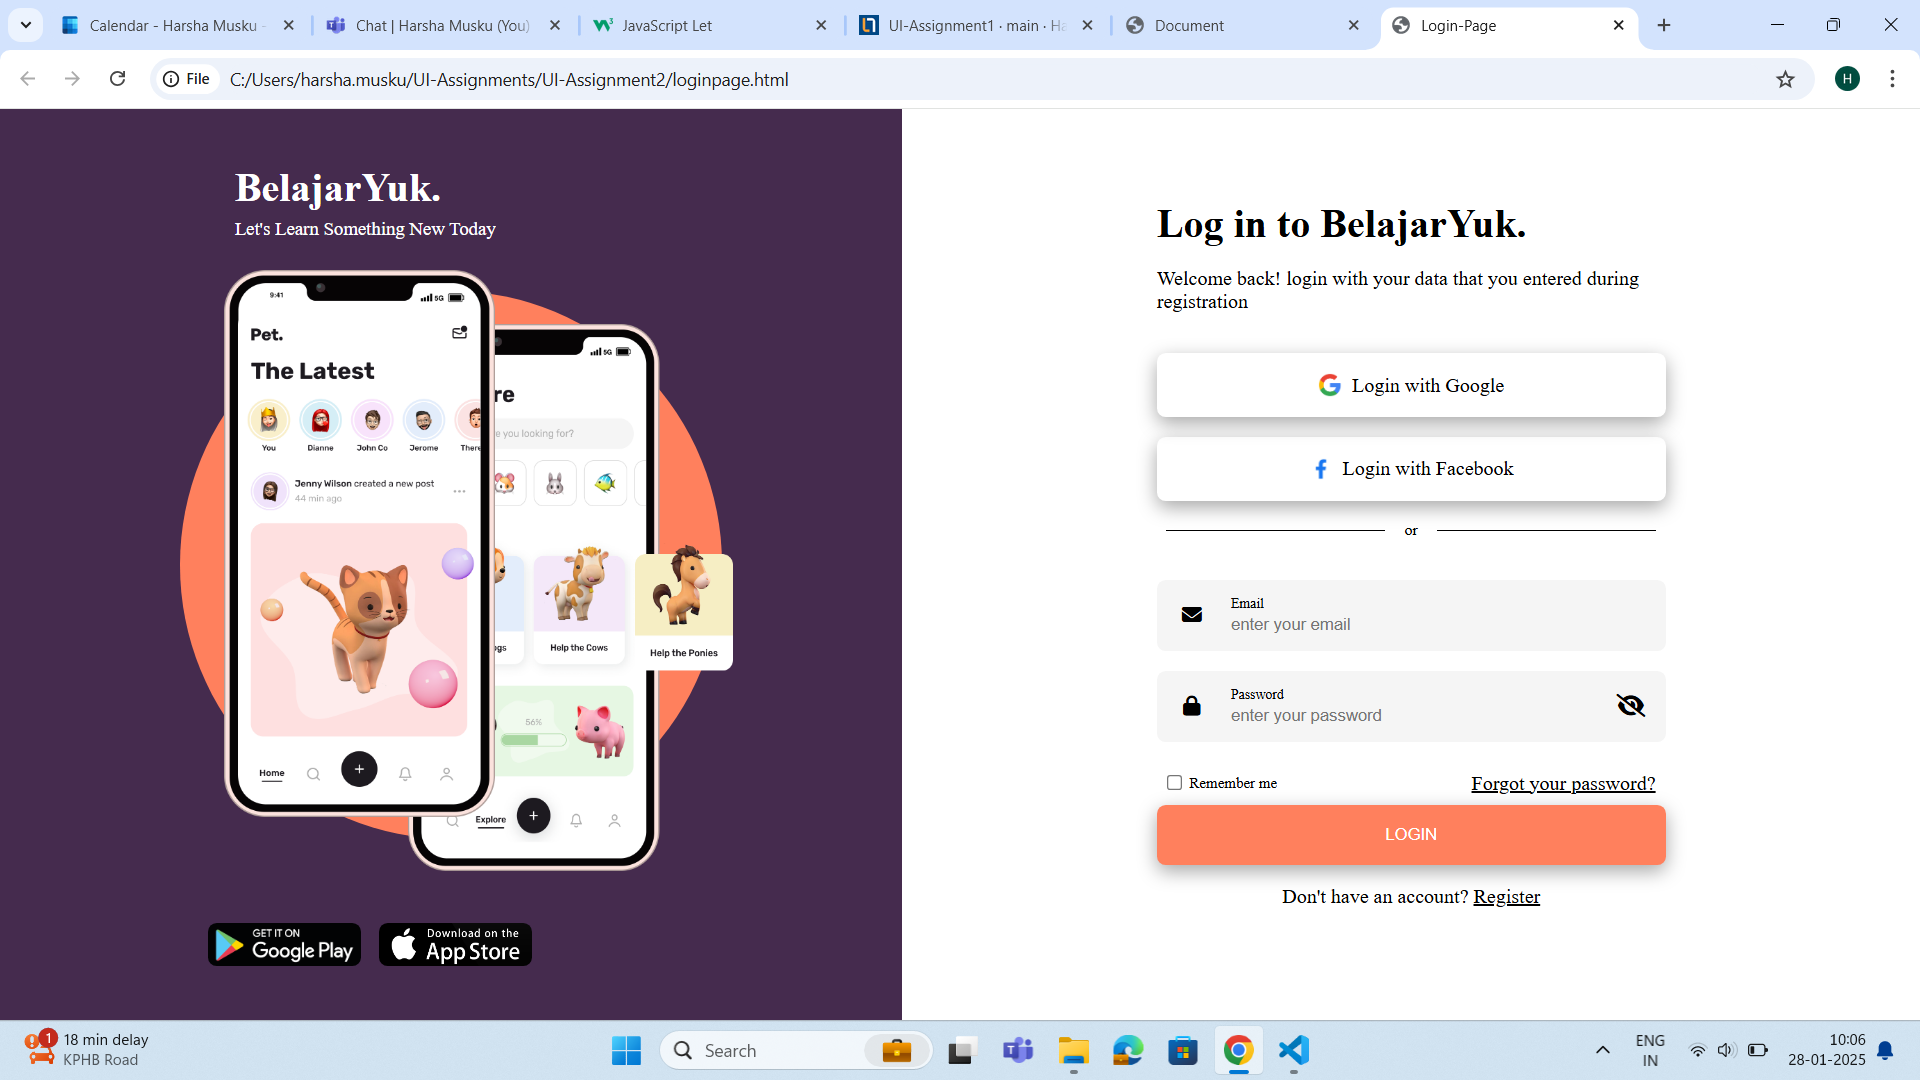 Calendar - Harsha Musku -
Chat | Harsha Musku (You)
JavaScript Let
UI-Assignment1 · main · Ha
Document
Login-Page
File
C:/Users/harsha.musku/UI-Assignments/UI-Assignment2/loginpage.html
H
BelajarYuk.
Let's Learn Something New Today
9:41
5G
Pet.
The Latest
You
Dianne
John Co
Jerome
There
Jenny Wilson created a new post
44 min ago
Home
5G
re
e you looking for?
ogs
Help the Cows
Help the Ponies
56%
Explore
GET IT ON
Google Play
Download on the
App Store
Log in to BelajarYuk.
Welcome back! login with your data that you entered during
registration
Login with Google
Login with Facebook
or
Email
enter your email
Password
enter your password
Remember me
Forgot your password?
LOGIN
Don't have an account? Register
1
18 min delay
KPHB Road
Search
ENG
IN
10:06
28-01-2025